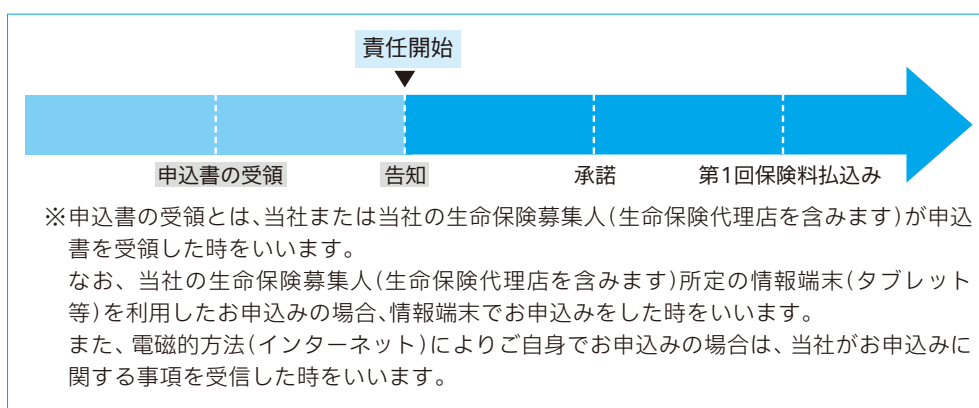 責任開始
申込書の受領 告知 承諾 第1回保険料払込み
※申込書の受領とは、当社または当社の生命保険募集人(生命保険代理店を含みます)が申込
書を受領した時をいいます。
なお、当社の生命保険募集人(生命保険代理店を含みます)所定の情報端末(タブレット
等)を利用したお申込みの場合、情報端末でお申込みをした時をいいます。
また、電磁的方法(インターネット)によりご自身でお申込みの場合は、当社がお申込みに
関する事項を受信した時をいいます。